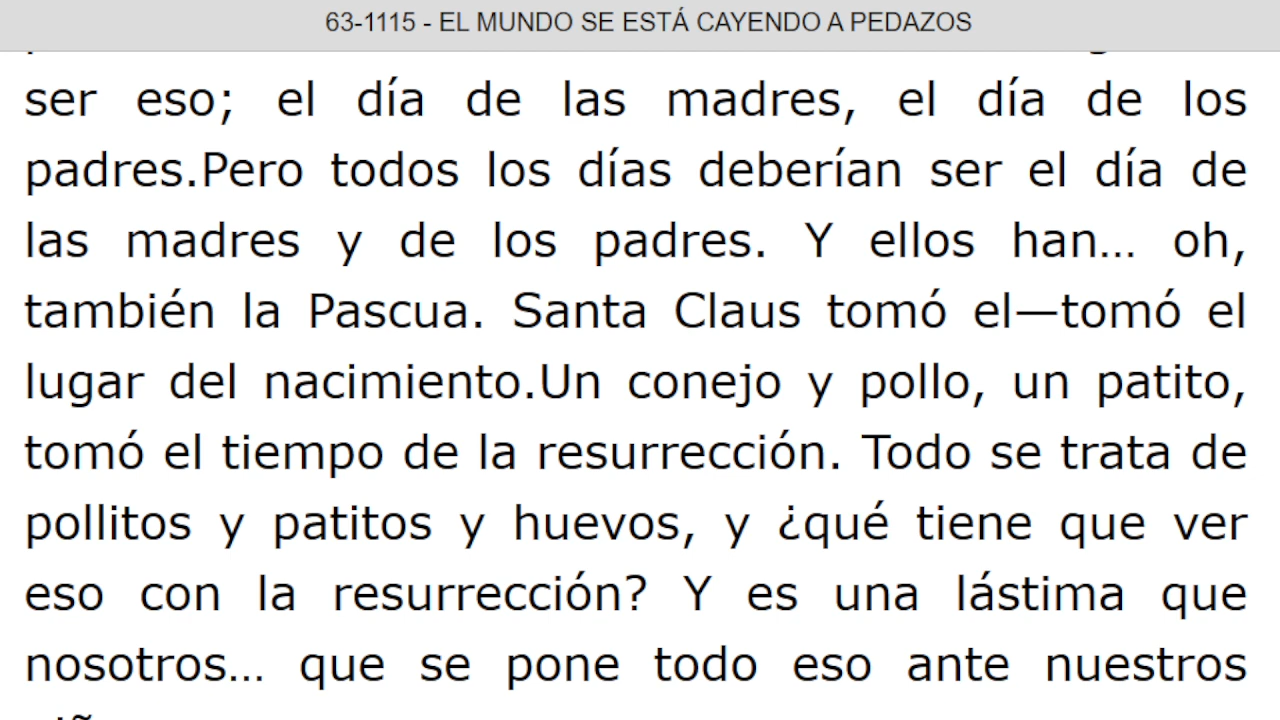 63-1115 - EL MUNDO SE ESTÁ CAYENDO A PEDAZOS
ser eso; el día de las madres, el día de los
padres.Pero todos los días deberían ser el día de
las madres y de los padres. Y ellos han... oh,
también la Pascua. Santa Claus tomó el—tomó el
lugar del nacimiento.Un conejo y pollo, un patito,
tomó el tiempo de la resurrección. Todo se trata de
pollitos y patitos y huevos, y ¿qué tiene que ver
eso con la resurrección? Y es una lástima que
nosotros... que se pone todo eso ante nuestros